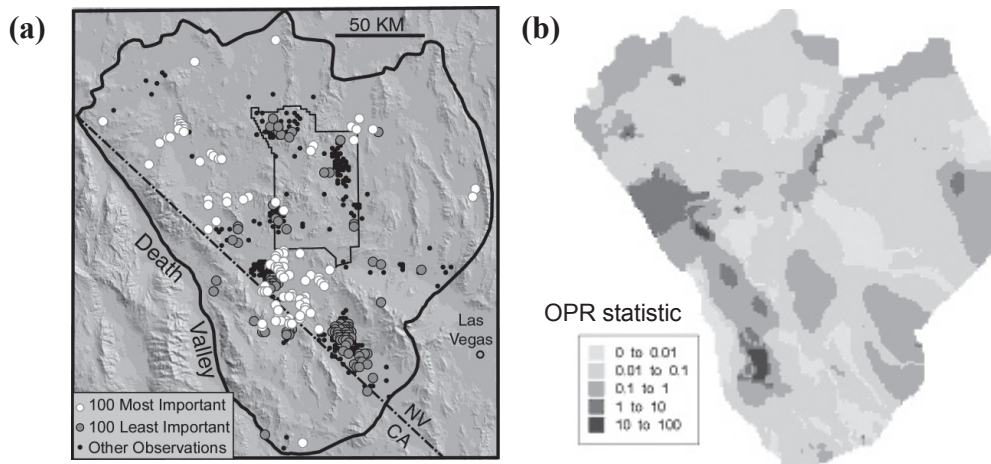 (a)
50 KM
Death
Valley
Las
Vegas
NV
CA
100 Most Important
100 Least Important
Other Observations
(b)
OPR statistic
0 to 0.01
0.01 to 0.1
0.1 to 1
1 to 10
10 to 100